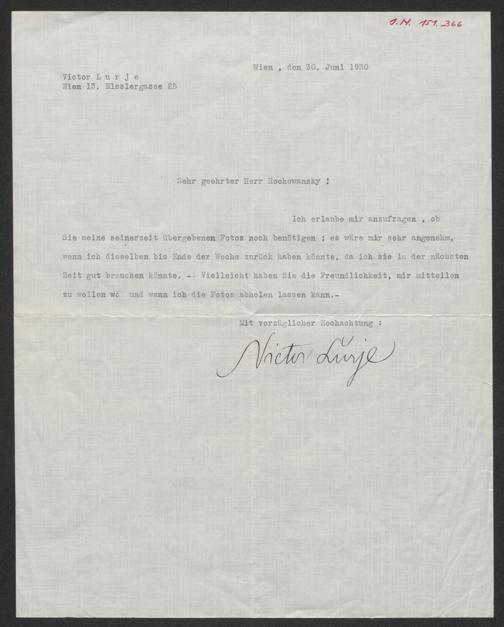 J.N. 151.366
Wien , den 30. Juni 1930
Victor L u r j e
Wien 13. Elsslergasse 25
Sehr geehrter Herr Rochowansky !
Ich erlaube mir anzufragen , ob
Sie meine seinerzeit übergebenen Fotos noch benötigen ; es wäre mir sehr angenehm,
wenn ich dieselben bis Ende der Woche zurück haben könnte, da ich sie in der nächsten
Zeit gut brauchen könnte. -- Vielleicht haben Sie die Freundlichkeit, mir mitteilen
zu wollen wo und wann ich die Fotos abholen lassen kann.-
Mit vorzüglicher Hochachtung :
Victor Lurje